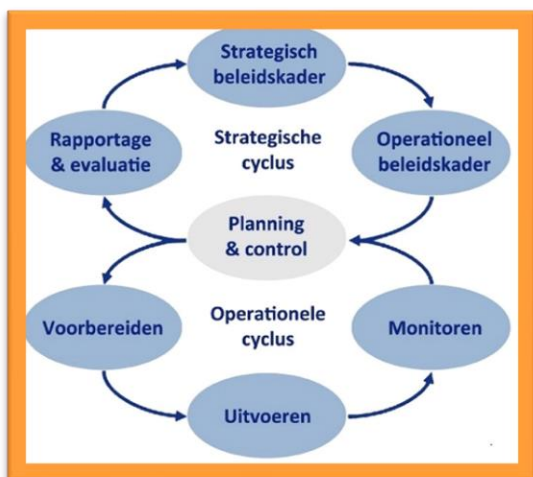 Strategisch
beleidskader
Rapportage
& evaluatie
Strategische
cyclus
Operationeel
beleidskader
Planning
& control
Voorbereiden
Operationele
cyclus
Monitoren
Uitvoeren